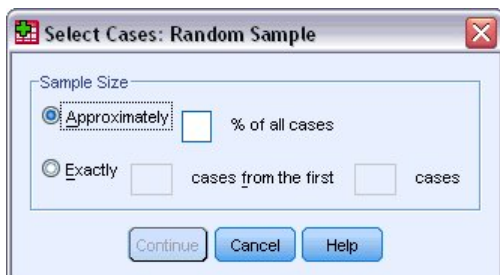 Select Cases: Random Sample
Sample Size
Approximately % of all cases
Exactly cases from the first cases
Continue Cancel Help